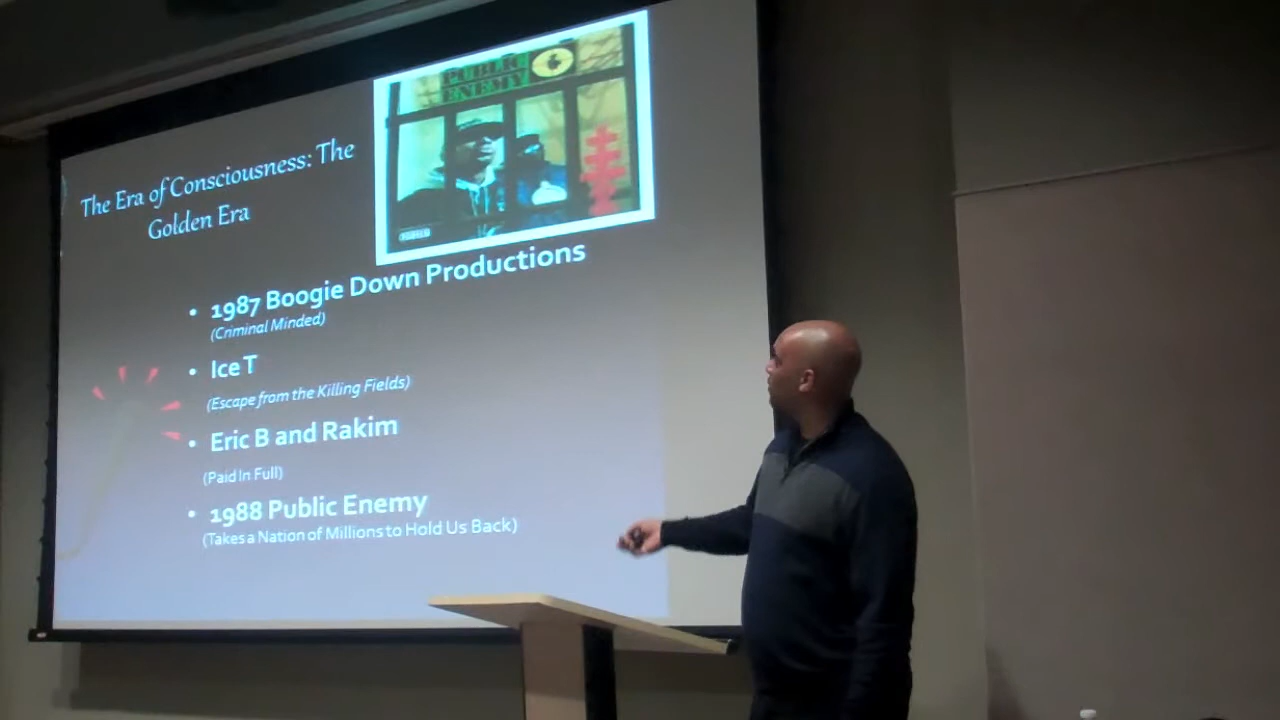 PUBLIC
ENEMY
The Era of Consciousness: The
Golden Era
• 1987 Boogie Down Productions
(Criminal Minded)
• Ice T
(Escape from the Killing Fields)
• Eric B and Rakim
(Paid In Full)
• 1988 Public Enemy
(Takes a Nation of Millions to Hold Us Back)